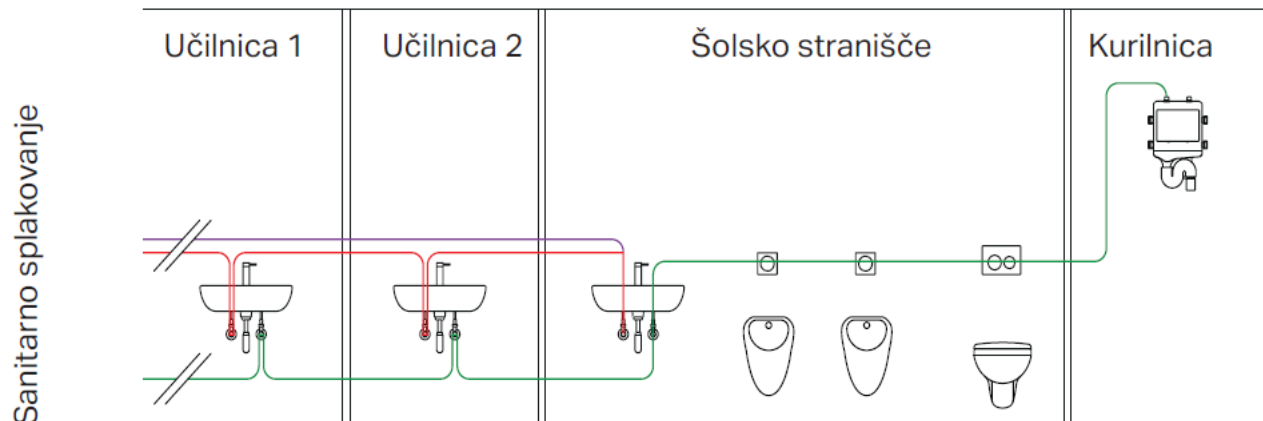 Učilnica 1
Učilnica 2
Šolsko stranišče
Kurilnica
Sanitarno splakovanje